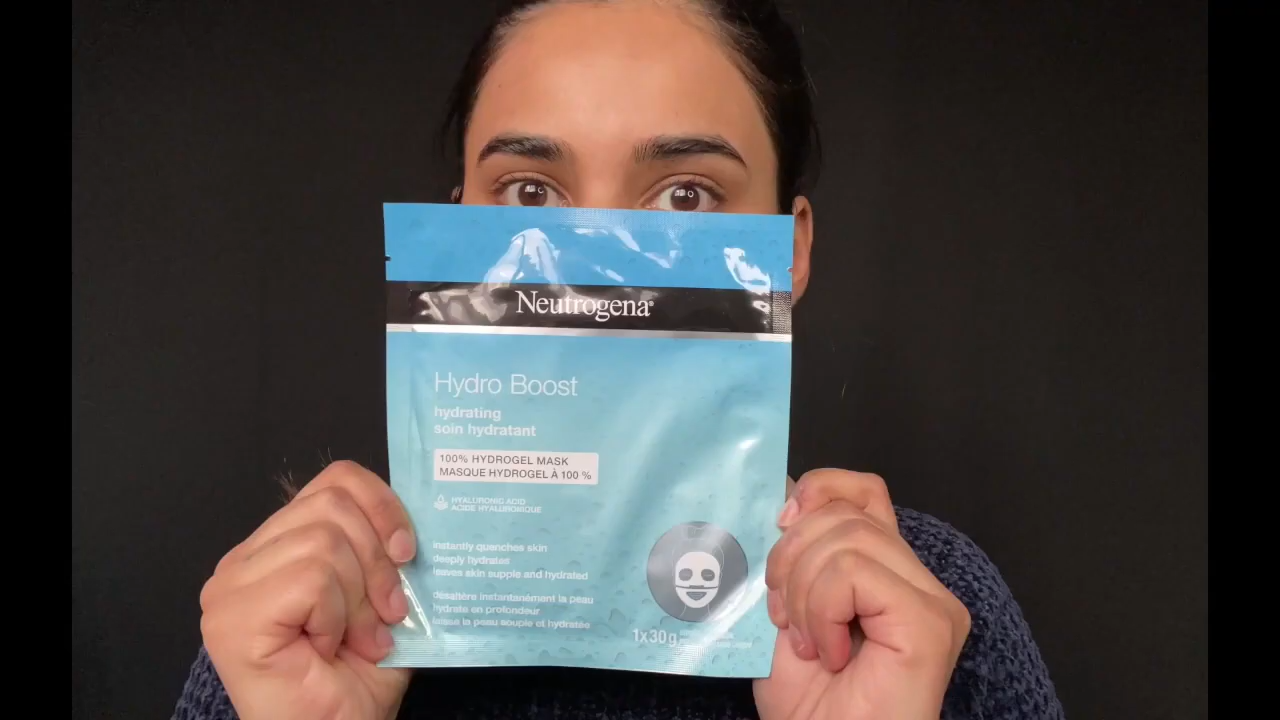 Neutrogena®
Hydro Boost
hydrating
soin hydratant
100% HYDROGEL MASK
MASQUE HYDROGEL À 100 %
HYALURONIC ACID
ACIDE HYALURONIQUE
instantly quenches skin
deeply hydrates
leaves skin supple and hydrated
désaltère instantanément la peau
hydrate en profondeur
laisse la peau souple et hydratée
1x30g